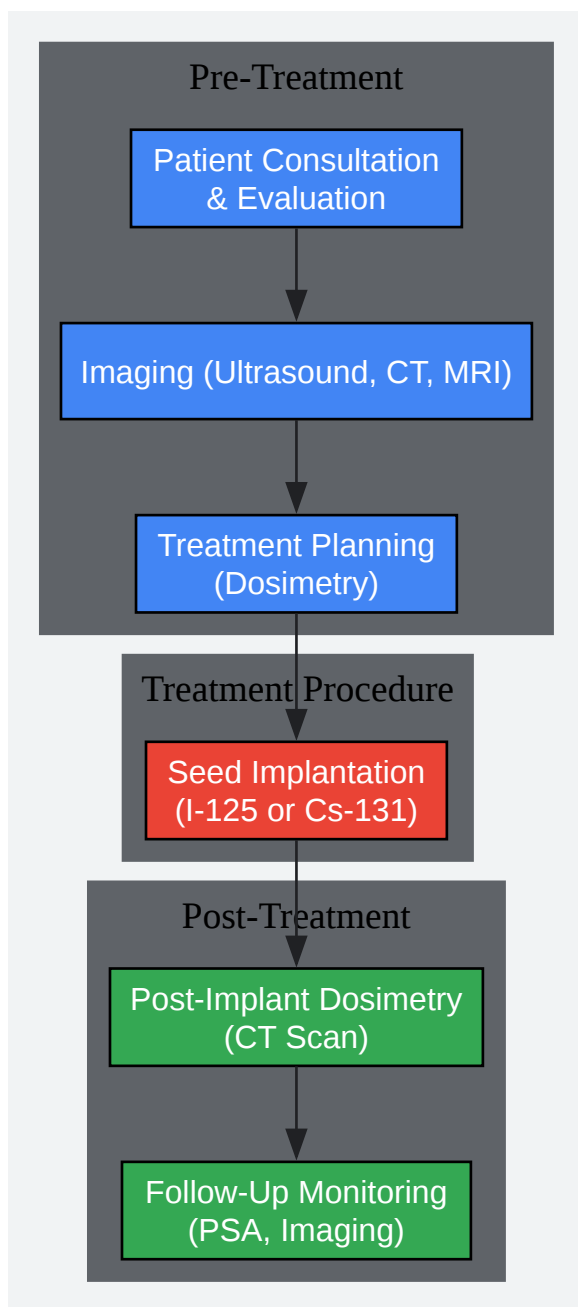 Pre-Treatment
Patient Consultation
& Evaluation
Imaging (Ultrasound, CT, MRI)
Treatment Planning
(Dosimetry)
Treatment Procedure
Seed Implantation
(I-125 or Cs-131)
Post-Treatment
Post-Implant Dosimetry
(CT Scan)
Follow-Up Monitoring
(PSA, Imaging)